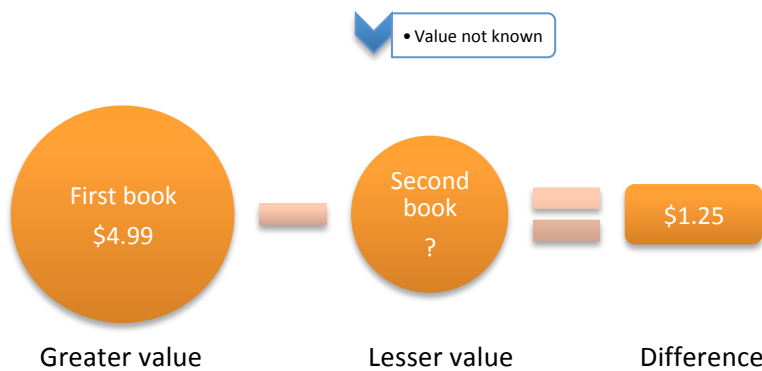 • Value not known
First book
$4.99
Second
book
?
$1.25
Greater value
Lesser value
Difference